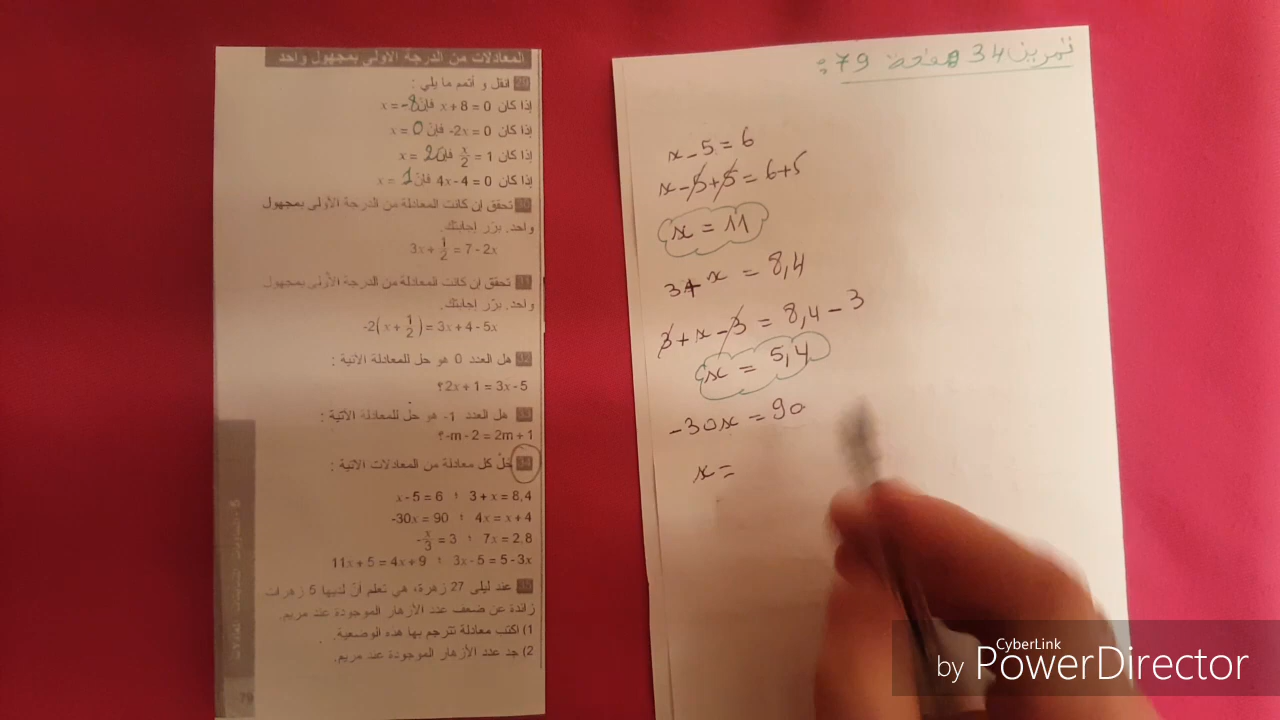 المعادلات من الدرجة الأولى بمجهول واحد
29 أنقل و أتمم ما يلي :
إذا كان x + 8 = 0 فإن x = -8
إذا كان -2x = 0 فإن x = 0
إذا كان x/2 = 1 فإن x = 2
إذا كان 4x - 4 = 0 فإن x = 1
30 تحقق إن كانت المعادلة من الدرجة الأولى بمجهول
واحد. برّر إجابتك.
3x + 1/2 = 7 - 2x
31 تحقق إن كانت المعادلة من الدرجة الأولى بمجهول
واحد. برّر إجابتك.
-2(x + 1/2) = 3x + 4 - 5x
32 هل العدد 0 هو حل للمعادلة الآتية :
2x + 1 = 3x - 5 ؟
33 هل العدد 1- هو حل للمعادلة الآتية :
-m - 2 = 2m + 1 ؟
34 حلّ كل معادلة من المعادلات الآتية :
x - 5 = 6 ؛ 3 + x = 8,4
-30x = 90 ؛ 4x = x + 4
-x/3 = 3 ؛ 7x = 2,8
11x + 5 = 4x + 9 ؛ 3x - 5 = 5 - 3x
35 عند ليلى 27 زهرة، هي تعلم أنّ لديها 5 زهرات
زائدة عن ضعف عدد الأزهار الموجودة عند مريم.
1) اكتب معادلة تترجم بها هذه الوضعية.
2) جد عدد الأزهار الموجودة عند مريم.
79
تمرين 34 صفحة 79:
x - 5 = 6
x - 5 + 5 = 6 + 5
x = 11
3 + x = 8,4
3 + x - 3 = 8,4 - 3
x = 5,4
-30x = 90
x =
CyberLink
by PowerDirector